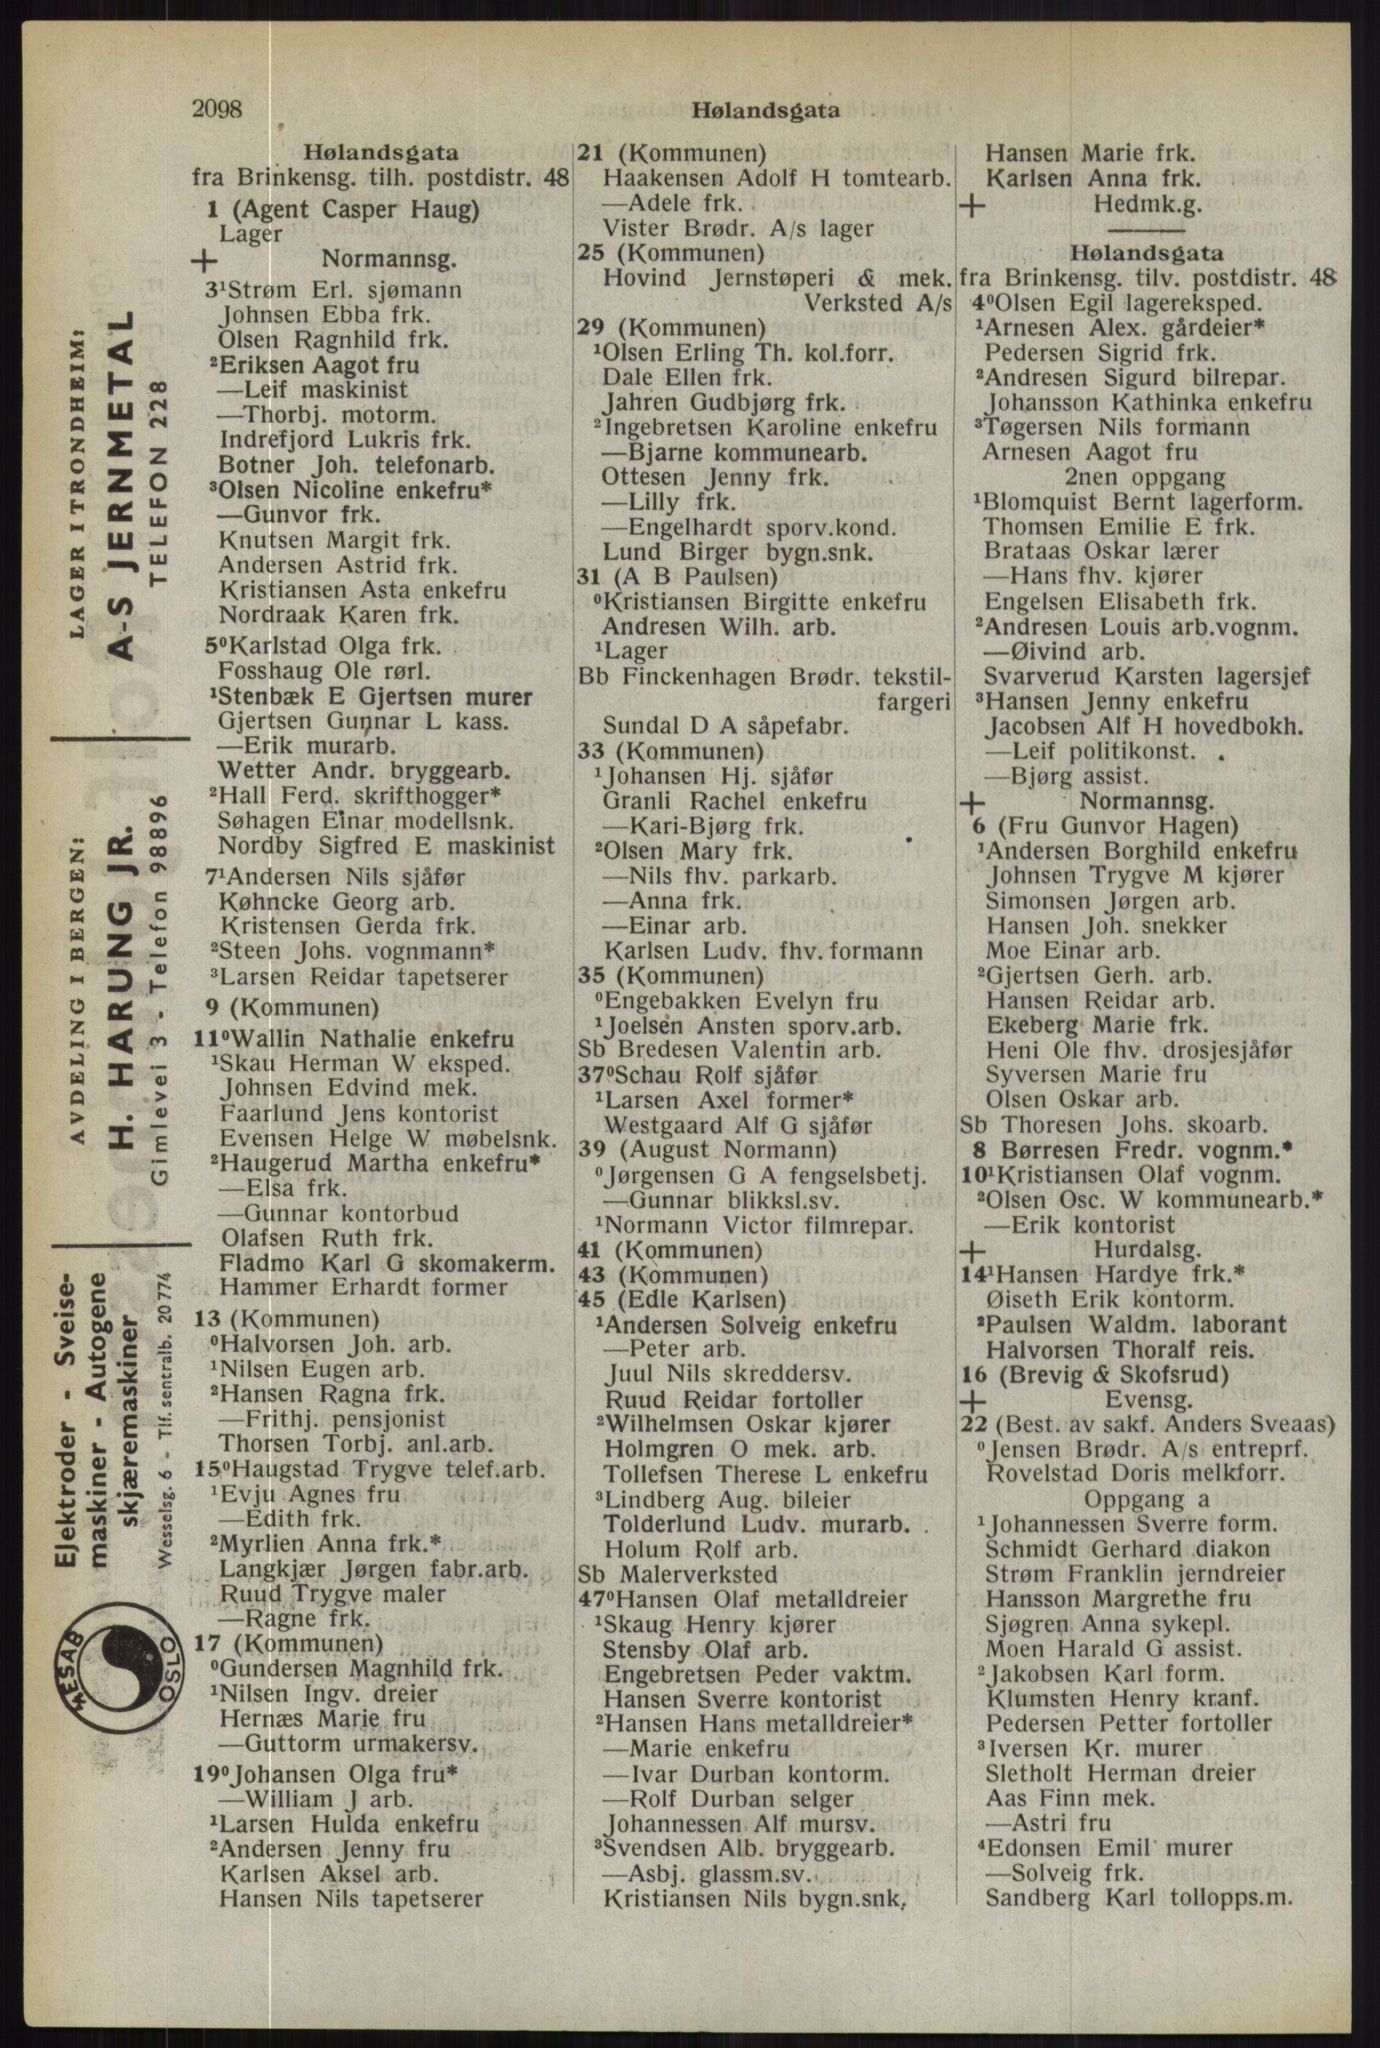 2098
Hølandsgata
Hølandsgata
fra Brinkensg. tilh. postdistr. 48
1 (Agent Casper Haug)
Lager
+ Normannsg.
3¹Strøm Erl. sjømann
Johnsen Ebba frk.
Olsen Ragnhild frk.
²Eriksen Aagot fru
—Leif maskinist
—Thorbj. motorm.
Indrefjord Lukris frk.
Botner Joh. telefonarb.
³Olsen Nicoline enkefru*
—Gunvor frk.
Knutsen Margit frk.
Andersen Astrid frk.
Kristiansen Asta enkefru
Nordraak Karen frk.
5⁰Karlstad Olga frk.
Fosshaug Ole rørl.
¹Stenbæk E Gjertsen murer
Gjertsen Gunnar L kass.
—Erik murarb.
Wetter Andr. bryggearb.
²Hall Ferd. skrifthogger*
Søhagen Einar modellsnk.
Nordby Sigfred E maskinist
7¹Andersen Nils sjåfør
Køhncke Georg arb.
Kristensen Gerda frk.
²Steen Johs. vognmann*
³Larsen Reidar tapetserer
9 (Kommunen)
11⁰Wallin Nathalie enkefru
¹Skau Herman W eksped.
Johnsen Edvind mek.
Faarlund Jens kontorist
Evensen Helge W møbelsnk.
²Haugerud Martha enkefru*
—Elsa frk.
—Gunnar kontorbud
Olafsen Ruth frk.
Fladmo Karl G skomakerm.
Hammer Erhardt former
13 (Kommunen)
⁰Halvorsen Joh. arb.
¹Nilsen Eugen arb.
²Hansen Ragna frk.
—Frithj. pensjonist
Thorsen Torbj. anl.arb.
15⁰Haugstad Trygve telef.arb.
¹Evju Agnes fru
—Edith frk.
²Myrlien Anna frk.*
Langkjær Jørgen fabr.arb.
Ruud Trygve maler
—Ragne frk.
17 (Kommunen)
⁰Gundersen Magnhild frk.
¹Nilsen Ingv. dreier
Hernæs Marie fru
—Guttorm urmakersv.
19⁰Johansen Olga fru*
—William J arb.
¹Larsen Hulda enkefru
²Andersen Jenny fru
Karlsen Aksel arb.
Hansen Nils tapetserer
21 (Kommunen)
Haakensen Adolf H tomtearb.
—Adele frk.
Vister Brødr. A/s lager
25 (Kommunen)
Hovind Jernstøperi & mek.
Verksted A/s
29 (Kommunen)
¹Olsen Erling Th. kol.forr.
Dale Ellen frk.
Jahren Gudbjørg frk.
²Ingebretsen Karoline enkefru
—Bjarne kommunearb.
Ottesen Jenny frk.
—Lilly frk.
—Engelhardt sporv.kond.
Lund Birger bygn.snk.
31 (A B Paulsen)
⁰Kristiansen Birgitte enkefru
Andresen Wilh. arb.
¹Lager
Bb Finckenhagen Brødr. tekstil-
fargeri
Sundal D A såpefabr.
33 (Kommunen)
¹Johansen Hj. sjåfør
Granli Rachel enkefru
—Kari-Bjørg frk.
²Olsen Mary frk.
—Nils fhv. parkarb.
—Anna frk.
—Einar arb.
Karlsen Ludv. fhv. formann
35 (Kommunen)
⁰Engebakken Evelyn fru
¹Joelsen Ansten sporv.arb.
Sb Bredesen Valentin arb.
37⁰Schau Rolf sjåfør
¹Larsen Axel former*
Westgaard Alf G sjåfør
39 (August Normann)
⁰Jørgensen G A fengselsbetj.
—Gunnar blikksl.sv.
¹Normann Victor filmrepar.
41 (Kommunen)
43 (Kommunen)
45 (Edle Karlsen)
¹Andersen Solveig enkefru
—Peter arb.
Juul Nils skreddersv.
Ruud Reidar fortoller
²Wilhelmsen Oskar kjører
Holmgren O mek. arb.
Tollefsen Therese L enkefru
³Lindberg Aug. bileier
Tolderlund Ludv. murarb.
Holum Rolf arb.
Sb Malerverksted
47⁰Hansen Olaf metalldreier
¹Skaug Henry kjører
Stensby Olaf arb.
Engebretsen Peder vaktm.
Hansen Sverre kontorist
²Hansen Hans metalldreier*
—Marie enkefru
—Ivar Durban kontorm.
—Rolf Durban selger
Johannessen Alf mursv.
³Svendsen Alb. bryggearb.
—Asbj. glassm.sv.
Kristiansen Nils bygn.snk.
Hansen Marie frk.
Karlsen Anna frk.
+ Hedmk.g.
Hølandsgata
fra Brinkensg. tilv. postdistr. 48
4⁰Olsen Egil lagereksped.
¹Arnesen Alex. gårdeier*
Pedersen Sigrid frk.
²Andresen Sigurd bilrepar.
Johansson Kathinka enkefru
³Tøgersen Nils formann
Arnesen Aagot fru
2nen oppgang
¹Blomquist Bernt lagerform.
Thomsen Emilie E frk.
Brataas Oskar lærer
—Hans fhv. kjører
Engelsen Elisabeth frk.
²Andresen Louis arb.vognm.
—Øivind arb.
Svarverud Karsten lagersjef
³Hansen Jenny enkefru
Jacobsen Alf H hovedbokh.
—Leif politikonst.
—Bjørg assist.
+ Normannsg.
6 (Fru Gunvor Hagen)
¹Andersen Borghild enkefru
Johnsen Trygve M kjører
Simonsen Jørgen arb.
Hansen Joh. snekker
Moe Einar arb.
²Gjertsen Gerh. arb.
Hansen Reidar arb.
Ekeberg Marie frk.
Heni Ole fhv. drosjesjåfør
Syversen Marie fru
Olsen Oskar arb.
Sb Thoresen Johs. skoarb.
8 Børresen Fredr. vognm.*
10¹Kristiansen Olaf vognm.
²Olsen Osc. W kommunearb.*
—Erik kontorist
+ Hurdalsg.
14¹Hansen Hardye frk.*
Øiseth Erik kontorm.
²Paulsen Waldm. laborant
Halvorsen Thoralf reis.
16 (Brevig & Skofsrud)
+ Evensg.
22 (Best. av sakf. Anders Sveaas)
⁰Jensen Brødr. A/s entreprf.
Rovelstad Doris melkforr.
Oppgang a
¹Johannessen Sverre form.
Schmidt Gerhard diakon
Strøm Franklin jerndreier
Hansson Margrethe fru
Sjøgren Anna sykepl.
Moen Harald G assist.
²Jakobsen Karl form.
Klumsten Henry kranf.
Pedersen Petter fortoller
³Iversen Kr. murer
Sletholt Herman dreier
Aas Finn mek.
—Astri fru
⁴Edonsen Emil murer
—Solveig frk.
Sandberg Karl tollopps.m.
LAGER I TRONDHEIM:
A-S JERNMETAL
TELEFON 228
AVDELING I BERGEN:
H. HARUNG JR.
Gimlevei 3 - Telefon 98896
Ejektroder - Sveise-
maskiner - Autogene
skjæremaskiner
Wesselsg. 6 - Tlf. sentralb. 20774
ESAB
OSLO